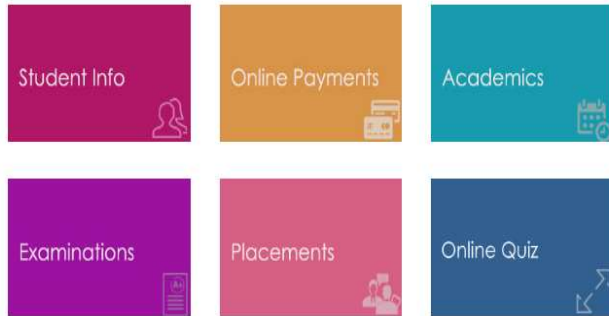 Student Info
Online Payments
Academics
Examinations
Placements
Online Quiz